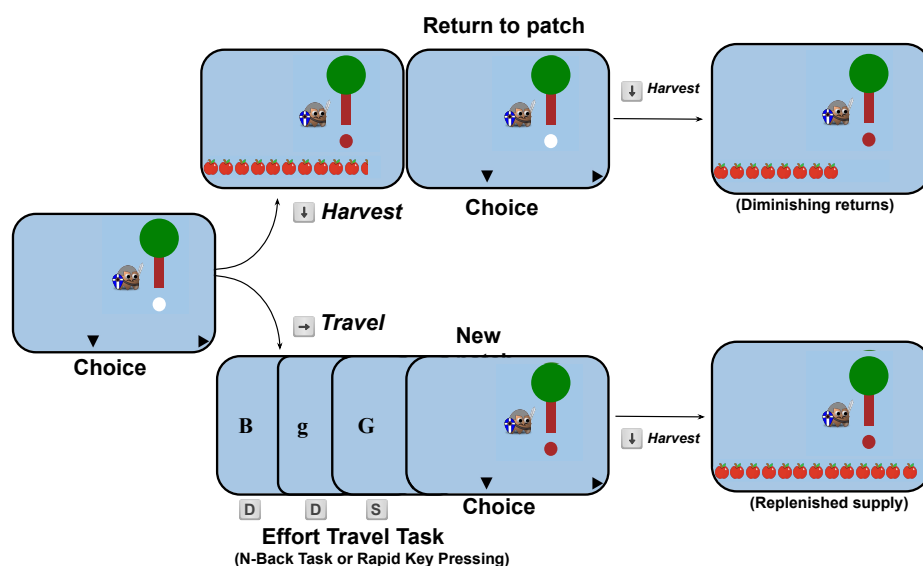 Return to patch
↓ Harvest
Choice
↓ Harvest
(Diminishing returns)
Choice
→ Travel
New
B
g
G
D
D
S
Choice
↓ Harvest
(Replenished supply)
Effort Travel Task
(N-Back Task or Rapid Key Pressing)